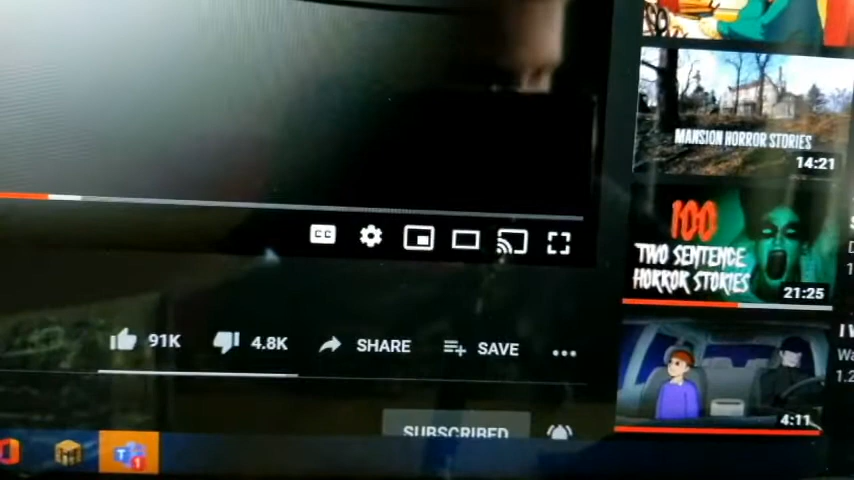 MANSION HORROR STORIES
14:21
100
TWO SENTENCE
HORROR STORIES
21:25
CC
91K
4.8K
SHARE
SAVE
4:11
SUBSCRIBED
T
1